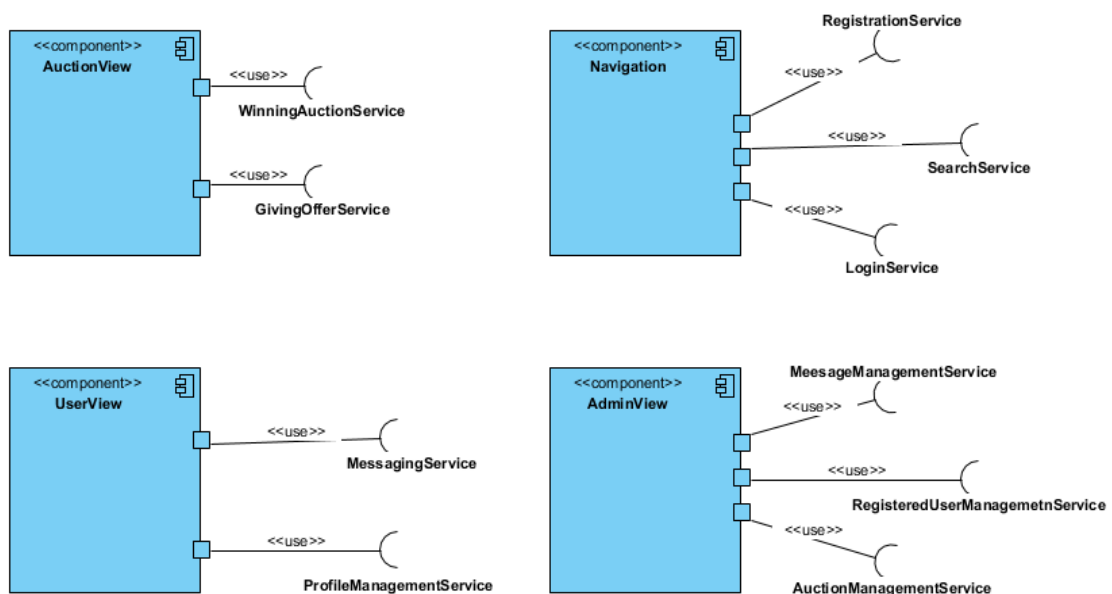 <<component>>
AuctionView
<<use>>
WinningAuctionService
<<use>>
GivingOfferService
<<component>>
Navigation
RegistrationService
<<use>>
<<use>>
SearchService
<<use>>
LoginService
<<component>>
UserView
<<use>>
MessagingService
<<use>>
ProfileManagementService
<<component>>
AdminView
MeesageManagementService
<<use>>
<<use>>
RegisteredUserManagemetnService
<<use>>
AuctionManagementService